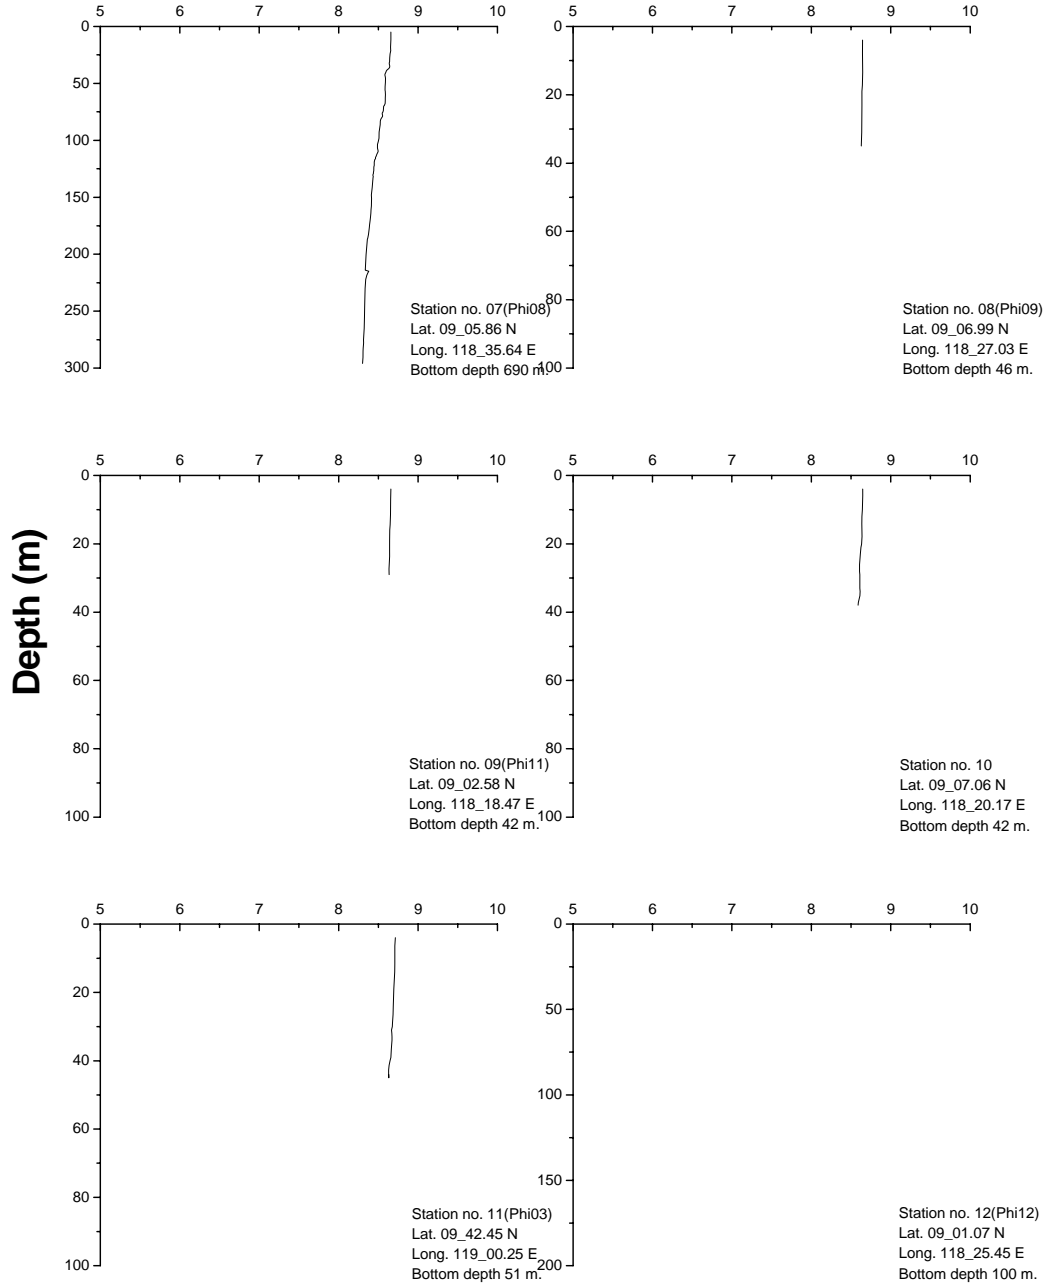 5 6 7 8 9 10
0
50
100
150
200
250
300
Station no. 07(Phi08)
Lat. 09_05.86 N
Long. 118_35.64 E
Bottom depth 690 m.
5 6 7 8 9 10
0
20
40
60
80
100
Station no. 08(Phi09)
Lat. 09_06.99 N
Long. 118_27.03 E
Bottom depth 46 m.
Depth (m)
5 6 7 8 9 10
0
20
40
60
80
100
Station no. 09(Phi11)
Lat. 09_02.58 N
Long. 118_18.47 E
Bottom depth 42 m.
5 6 7 8 9 10
0
20
40
60
80
100
Station no. 10
Lat. 09_07.06 N
Long. 118_20.17 E
Bottom depth 42 m.
5 6 7 8 9 10
0
20
40
60
80
100
Station no. 11(Phi03)
Lat. 09_42.45 N
Long. 119_00.25 E
Bottom depth 51 m.
5 6 7 8 9 10
0
50
100
150
200
Station no. 12(Phi12)
Lat. 09_01.07 N
Long. 118_25.45 E
Bottom depth 100 m.